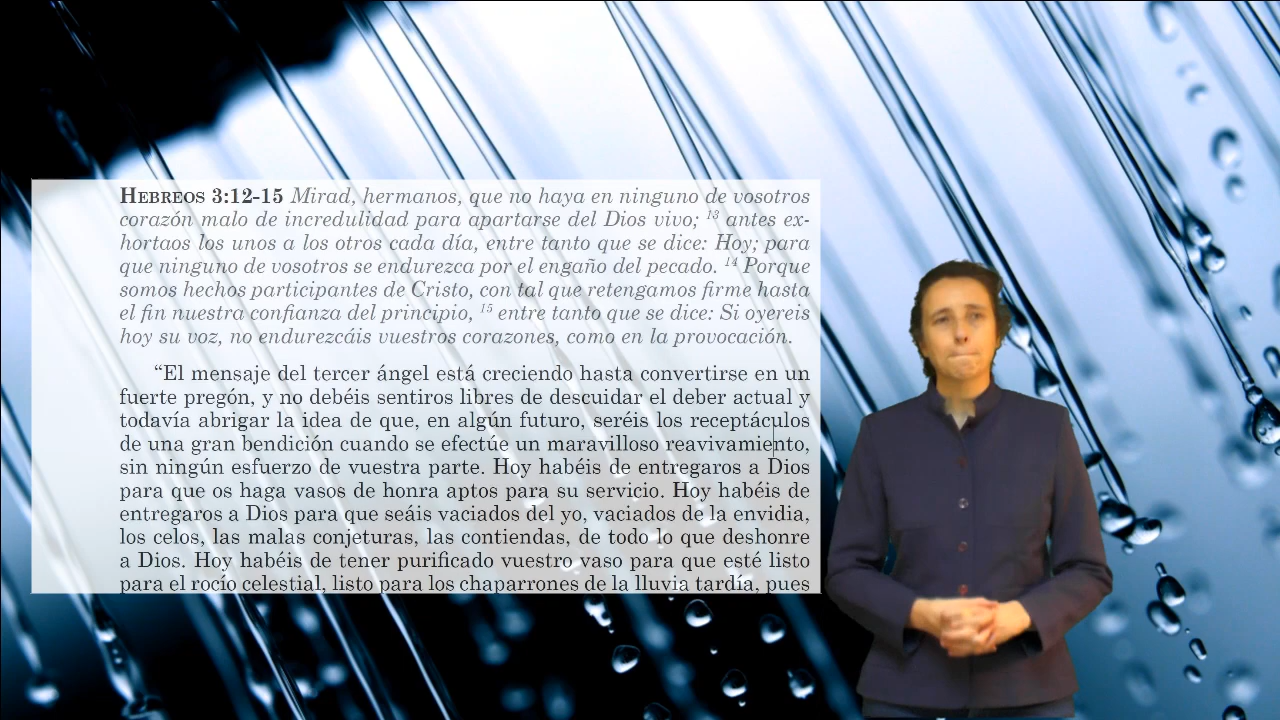 HEBREOS 3:12-15 Mirad, hermanos, que no haya en ninguno de vosotros
corazón malo de incredulidad para apartarse del Dios vivo; 13 antes ex-
hortaos los unos a los otros cada día, entre tanto que se dice: Hoy; para
que ninguno de vosotros se endurezca por el engaño del pecado. 14 Porque
somos hechos participantes de Cristo, con tal que retengamos firme hasta
el fin nuestra confianza del principio, 15 entre tanto que se dice: Si oyereis
hoy su voz, no endurezcáis vuestros corazones, como en la provocación.
“El mensaje del tercer ángel está creciendo hasta convertirse en un
fuerte pregón, y no debéis sentiros libres de descuidar el deber actual y
todavía abrigar la idea de que, en algún futuro, seréis los receptáculos
de una gran bendición cuando se efectúe un maravilloso reavivamiento,
sin ningún esfuerzo de vuestra parte. Hoy habéis de entregaros a Dios
para que os haga vasos de honra aptos para su servicio. Hoy habéis de
entregaros a Dios para que seáis vaciados del yo, vaciados de la envidia,
los celos, las malas conjeturas, las contiendas, de todo lo que deshonre
a Dios. Hoy habéis de tener purificado vuestro vaso para que esté listo
para el rocío celestial, listo para los chaparrones de la lluvia tardía, pues